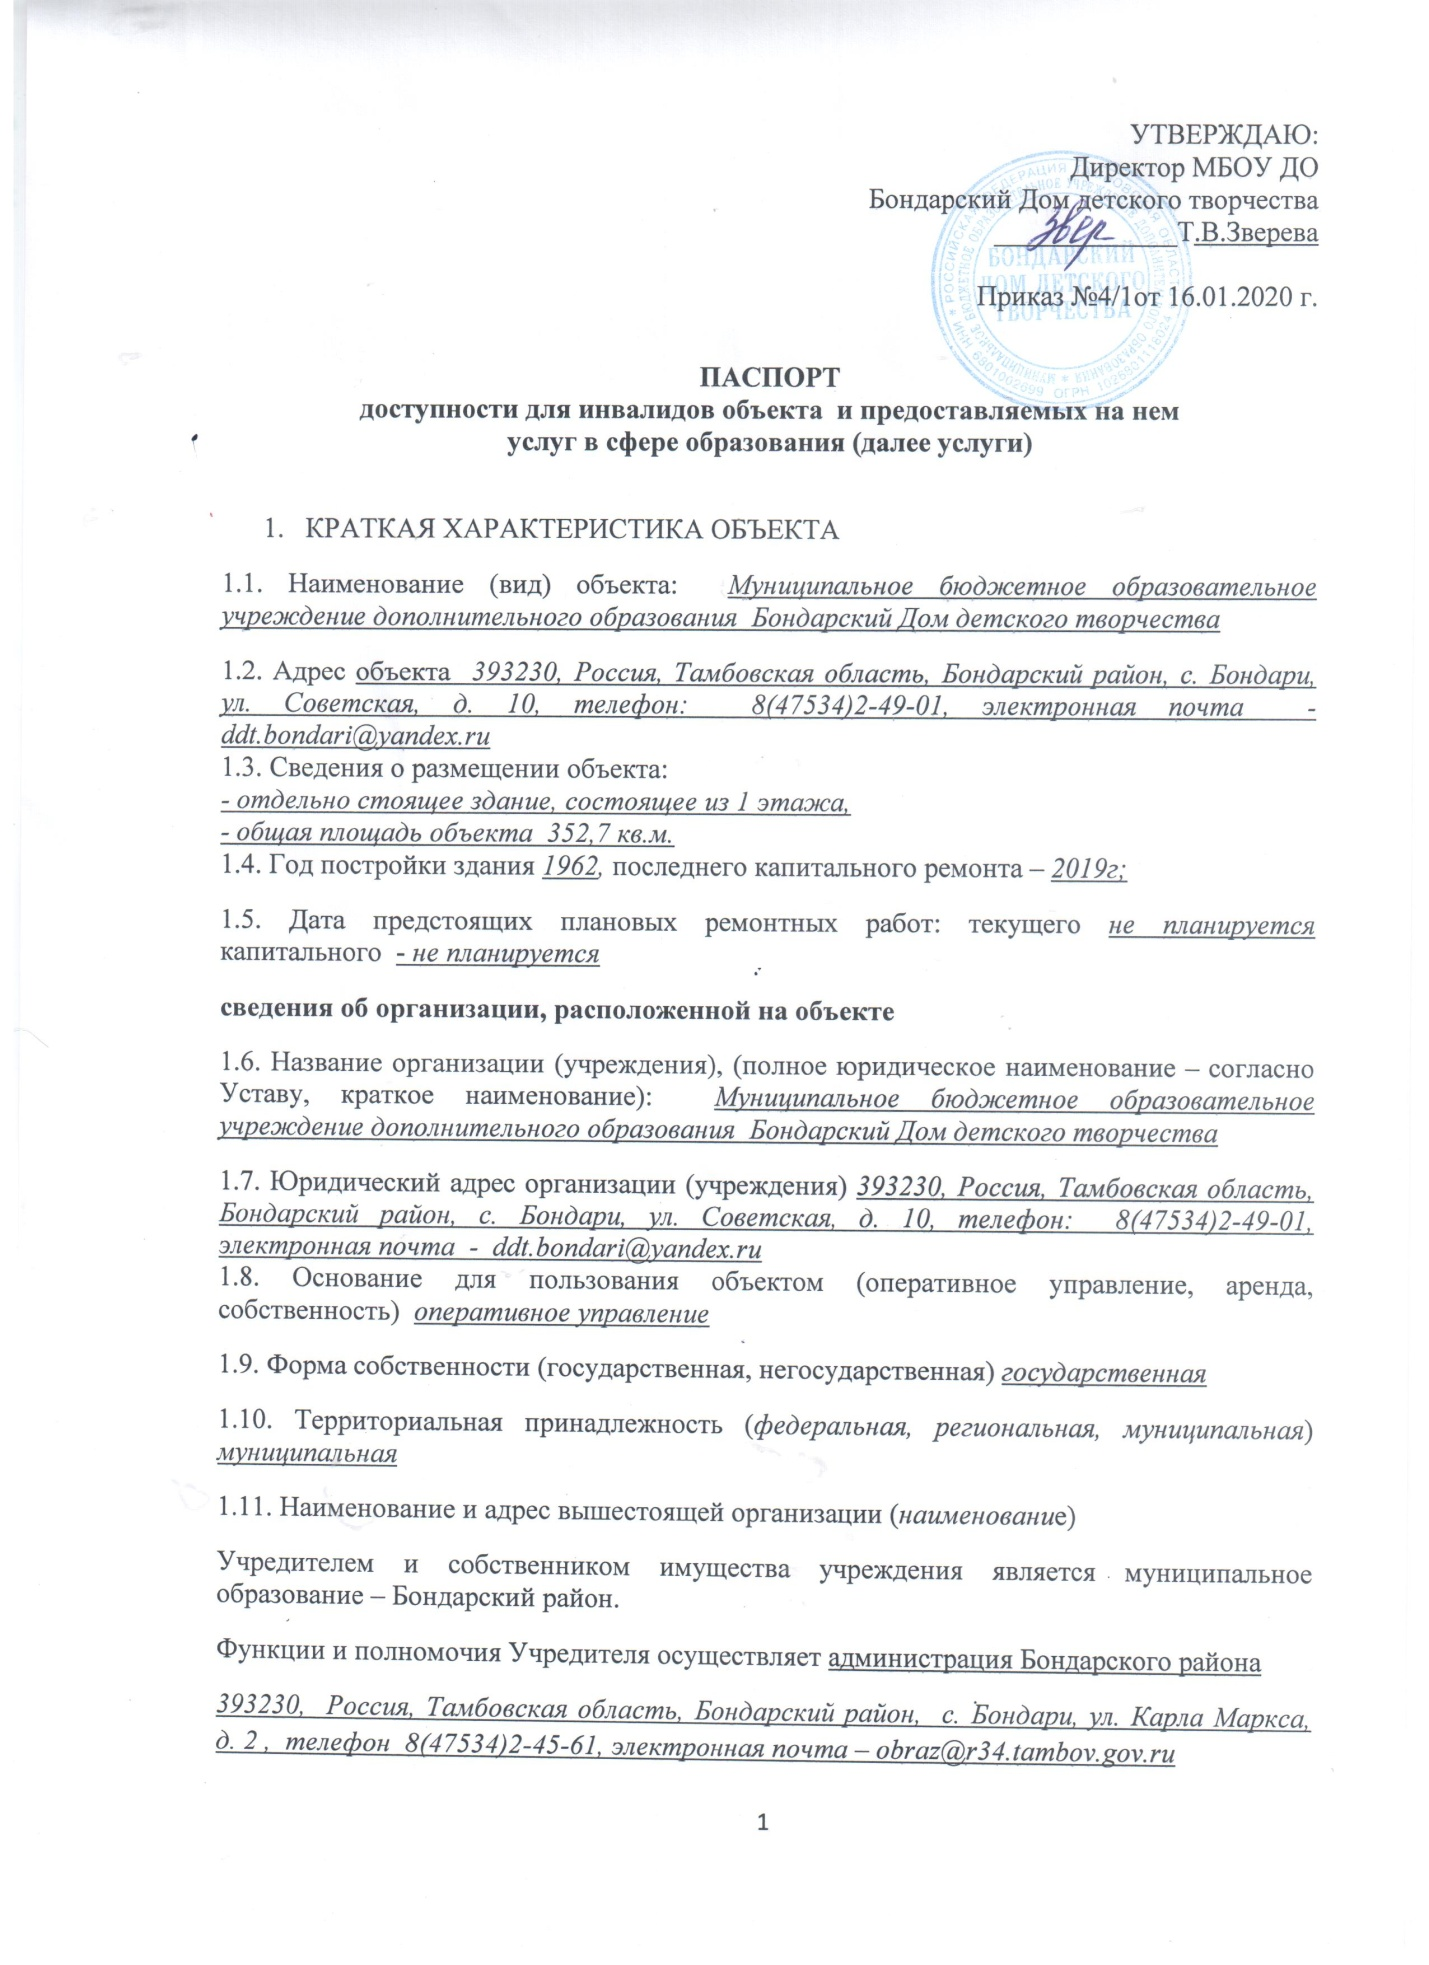 УТВЕРЖДАЮ:
Директор МБОУ ДО
Бондарский Дом детского творчества
Т.В.Зверева
БОНДАРСКИЙ
ДОМ ДЕТСКОГО
ТВОРЧЕСТВА
Приказ №4/1от 16.01.2020 г.
ПАСПОРТ
доступности для инвалидов объекта и предоставляемых на нем
услуг в сфере образования (далее услуги)
1. КРАТКАЯ ХАРАКТЕРИСТИКА ОБЪЕКТА
1.1. Наименование (вид) объекта: Муниципальное бюджетное образовательное
учреждение дополнительного образования Бондарский Дом детского творчества
1.2. Адрес объекта 393230, Россия, Тамбовская область, Бондарский район, с. Бондари,
ул. Советская, д. 10, телефон: 8(47534)2-49-01, электронная почта -
ddt.bondari@yandex.ru
1.3. Сведения о размещении объекта:
- отдельно стоящее здание, состоящее из 1 этажа,
- общая площадь объекта 352,7 кв.м.
1.4. Год постройки здания 1962, последнего капитального ремонта – 2019г;
1.5. Дата предстоящих плановых ремонтных работ: текущего не планируется
капитального - не планируется
сведения об организации, расположенной на объекте
1.6. Название организации (учреждения), (полное юридическое наименование – согласно
Уставу, краткое наименование): Муниципальное бюджетное образовательное
учреждение дополнительного образования Бондарский Дом детского творчества
1.7. Юридический адрес организации (учреждения) 393230, Россия, Тамбовская область,
Бондарский район, с. Бондари, ул. Советская, д. 10, телефон: 8(47534)2-49-01,
электронная почта - ddt.bondari@yandex.ru
1.8. Основание для пользования объектом (оперативное управление, аренда,
собственность) оперативное управление
1.9. Форма собственности (государственная, негосударственная) государственная
1.10. Территориальная принадлежность (федеральная, региональная, муниципальная)
муниципальная
1.11. Наименование и адрес вышестоящей организации (наименование)
Учредителем и собственником имущества учреждения является муниципальное
образование – Бондарский район.
Функции и полномочия Учредителя осуществляет администрация Бондарского района
393230, Россия, Тамбовская область, Бондарский район, с. Бондари, ул. Карла Маркса,
д. 2 , телефон 8(47534)2-45-61, электронная почта – obraz@r34.tambov.gov.ru
1